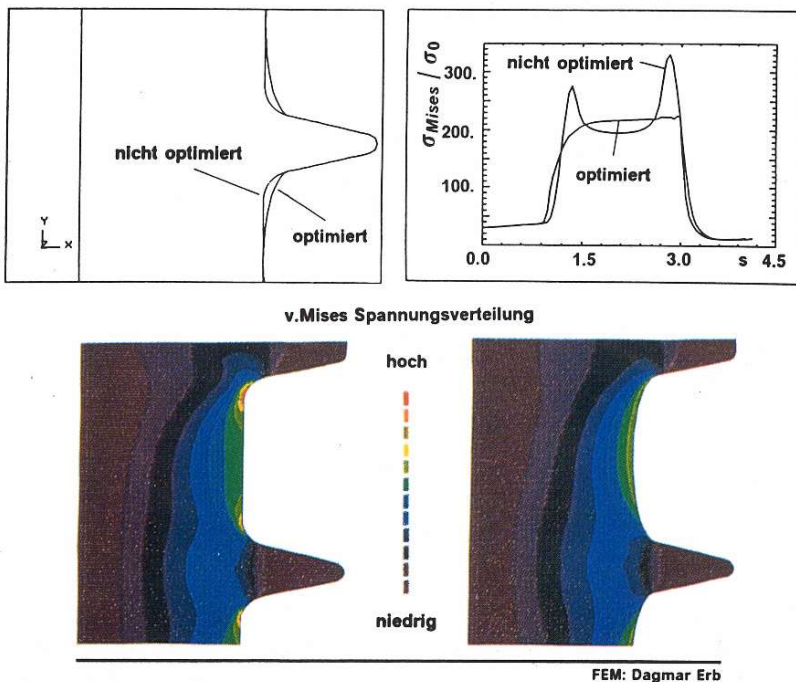 nicht optimiert
optimiert
Y
Z X
σMises / σ0
300.
200.
100.
nicht optimiert
optimiert
0.0 1.5 3.0 s 4.5
v.Mises Spannungsverteilung
hoch
niedrig
FEM: Dagmar Erb